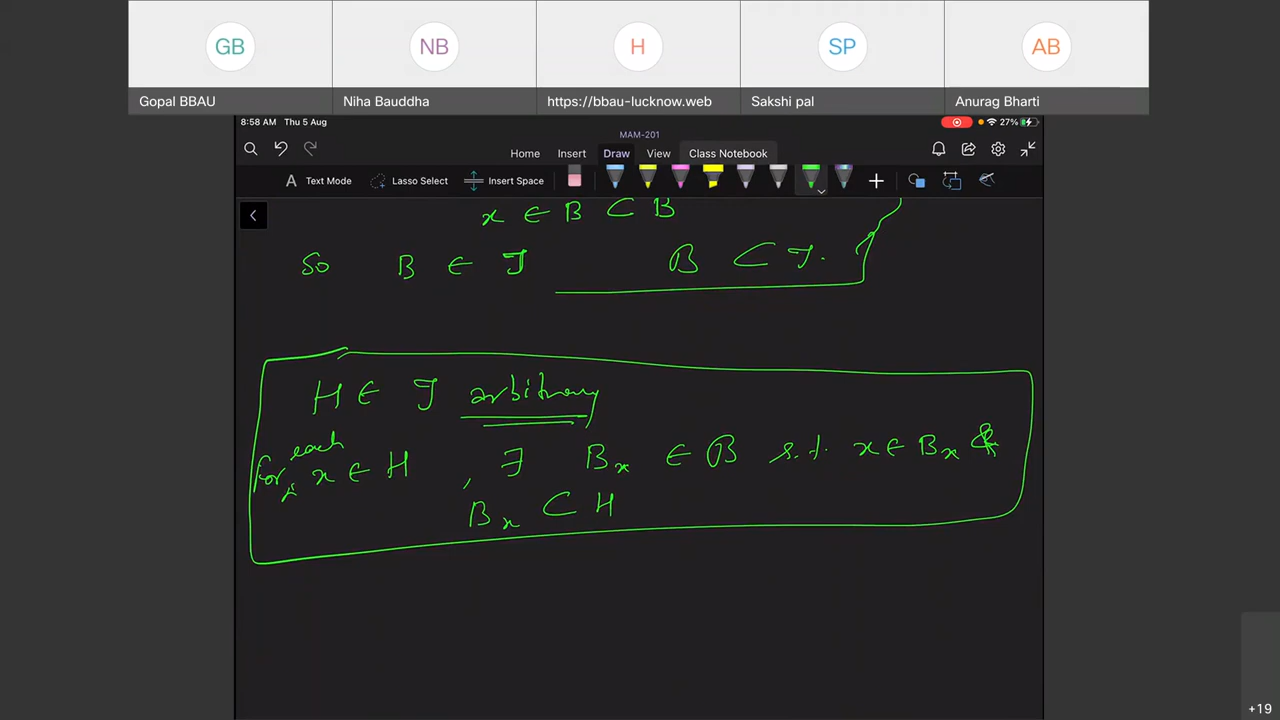 GB NB H SP AB
Gopal BBAU Niha Bauddha https://bbau-lucknow.web Sakshi pal Anurag Bharti
8:58 AM Thu 5 Aug 27%
MAM-201
Home Insert Draw View Class Notebook
A Text Mode Lasso Select Insert Space
x ∈ B ⊂ B
So B ∈ J B ⊂ J.
H ∈ J arbitrary
for each x ∈ H, ∃ Bx ∈ B s.t. x ∈ Bx &
Bx ⊂ H
+19